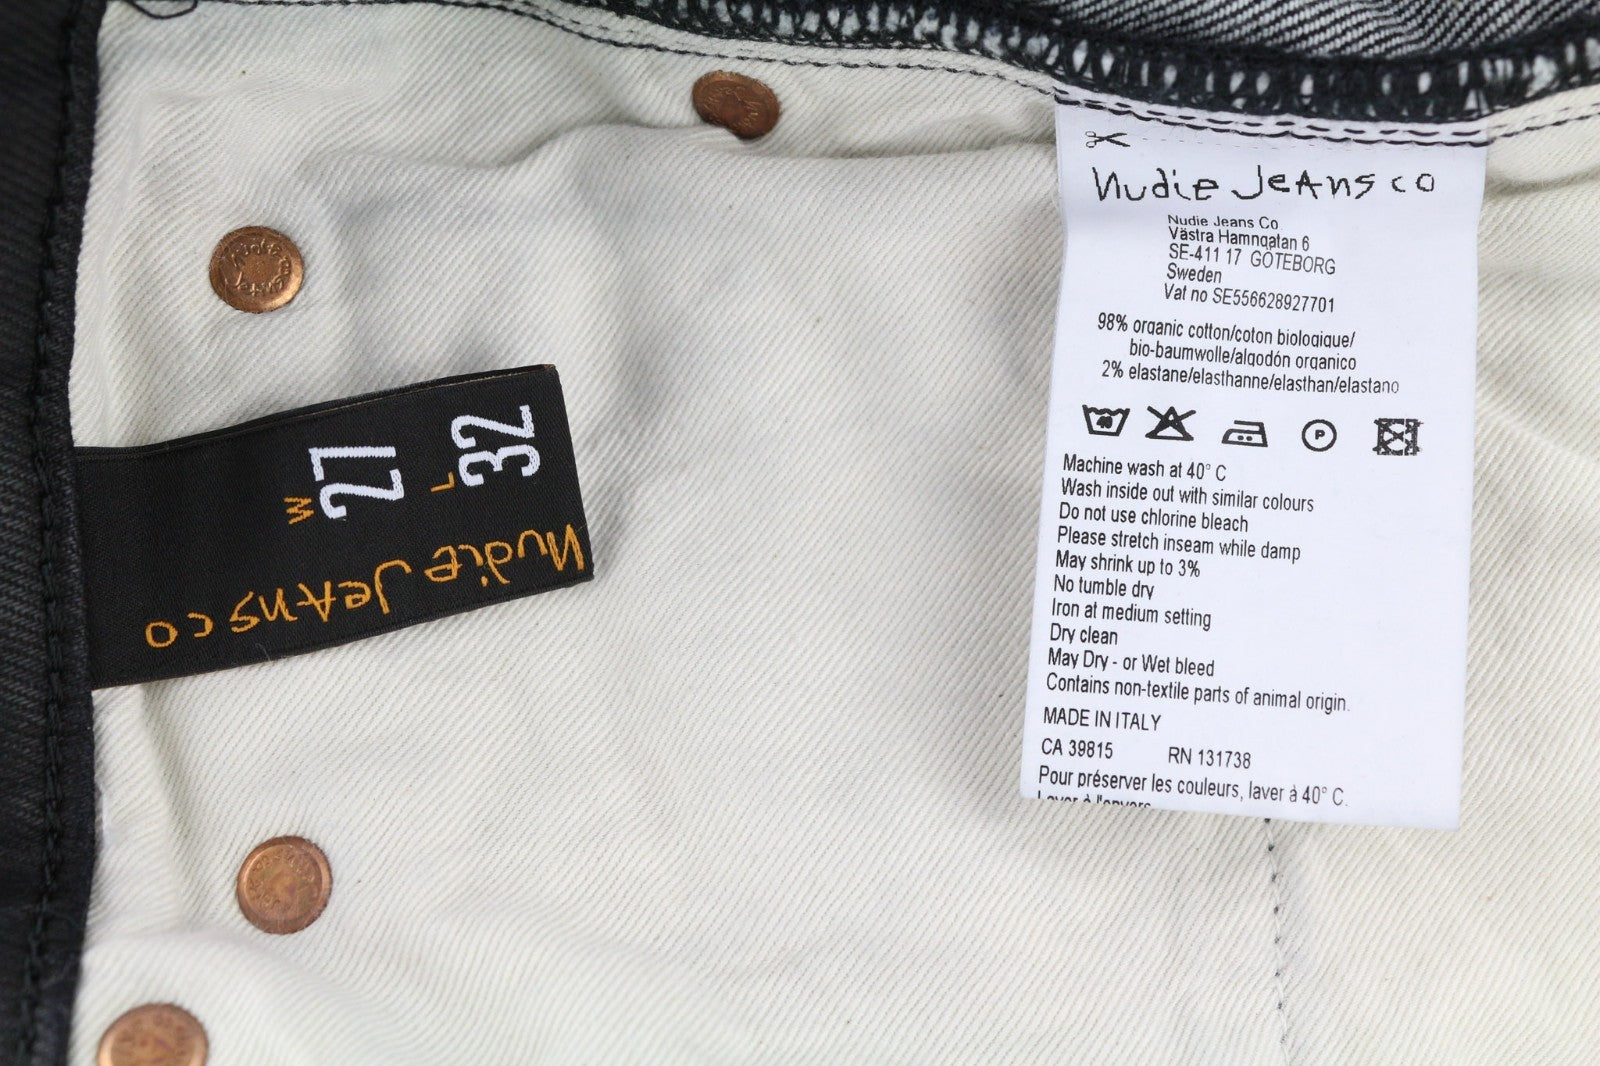 W 27
L 32
Nudie Jeans co
Nudie Jeans co
Nudie Jeans Co.
Västra Hamngatan 6
SE-411 17 GÖTEBORG
Sweden
Vat no SE556628927701
98% organic cotton/coton biologique/
bio-baumwolle/algodón organico
2% elastane/elasthanne/elasthan/elastano
40
P
Machine wash at 40° C
Wash inside out with similar colours
Do not use chlorine bleach
Please stretch inseam while damp
May shrink up to 3%
No tumble dry
Iron at medium setting
Dry clean
May Dry - or Wet bleed
Contains non-textile parts of animal origin.
MADE IN ITALY
CA 39815 RN 131738
Pour préserver les couleurs, laver à 40° C.
Laver à l'envers